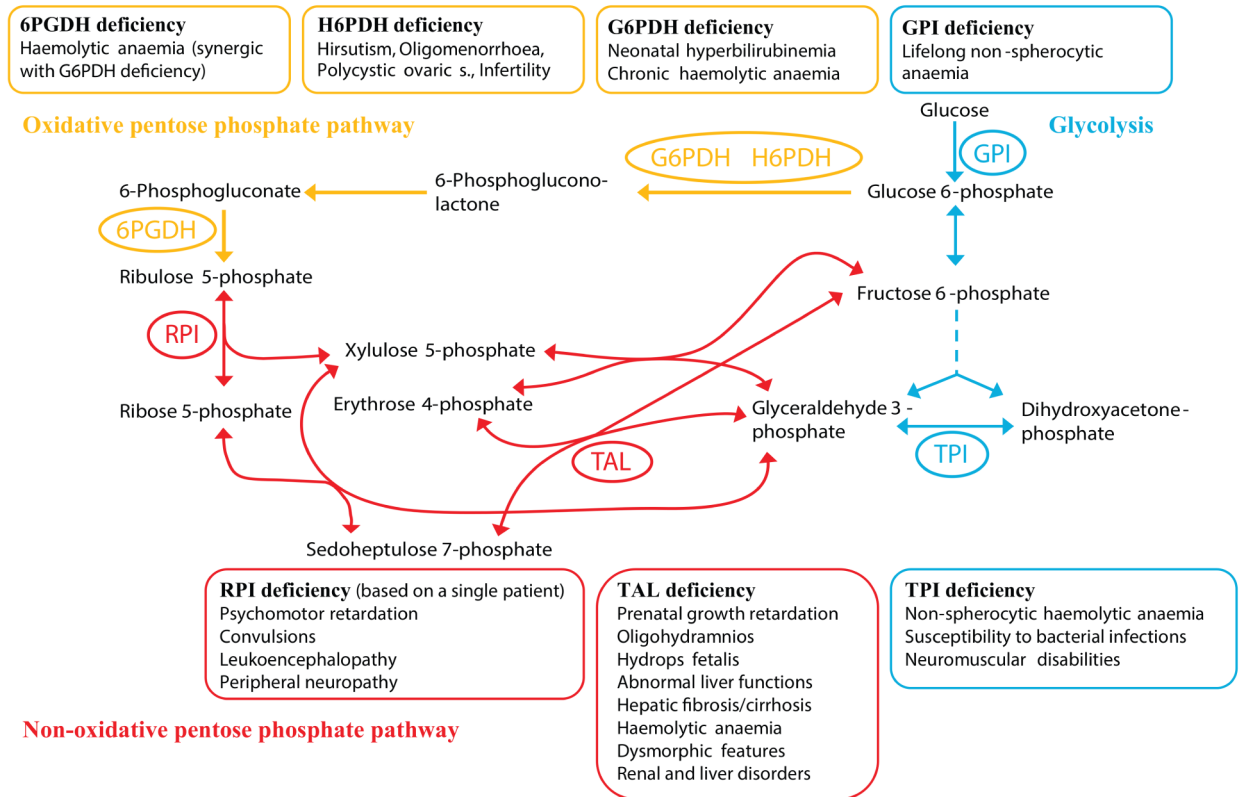 6PGDH deficiency
Haemolytic anaemia (synergic
with G6PDH deficiency)
H6PDH deficiency
Hirsutism, Oligomenorrhoea,
Polycystic ovaric s., Infertility
G6PDH deficiency
Neonatal hyperbilirubinemia
Chronic haemolytic anaemia
GPI deficiency
Lifelong non-spherocytic
anaemia
Oxidative pentose phosphate pathway
Glucose
Glycolysis
GPI
G6PDH H6PDH
6-Phosphogluconate
6-Phosphoglucono-
lactone
Glucose 6-phosphate
6PGDH
Ribulose 5-phosphate
Fructose 6-phosphate
RPI
Xylulose 5-phosphate
Erythrose 4-phosphate
Ribose 5-phosphate
Glyceraldehyde 3-
phosphate
Dihydroxyacetone-
phosphate
TAL
TPI
Sedoheptulose 7-phosphate
RPI deficiency (based on a single patient)
Psychomotor retardation
Convulsions
Leukoencephalopathy
Peripheral neuropathy
TAL deficiency
Prenatal growth retardation
Oligohydramnios
Hydrops fetalis
Abnormal liver functions
Hepatic fibrosis/cirrhosis
Haemolytic anaemia
Dysmorphic features
Renal and liver disorders
TPI deficiency
Non-spherocytic haemolytic anaemia
Susceptibility to bacterial infections
Neuromuscular disabilities
Non-oxidative pentose phosphate pathway